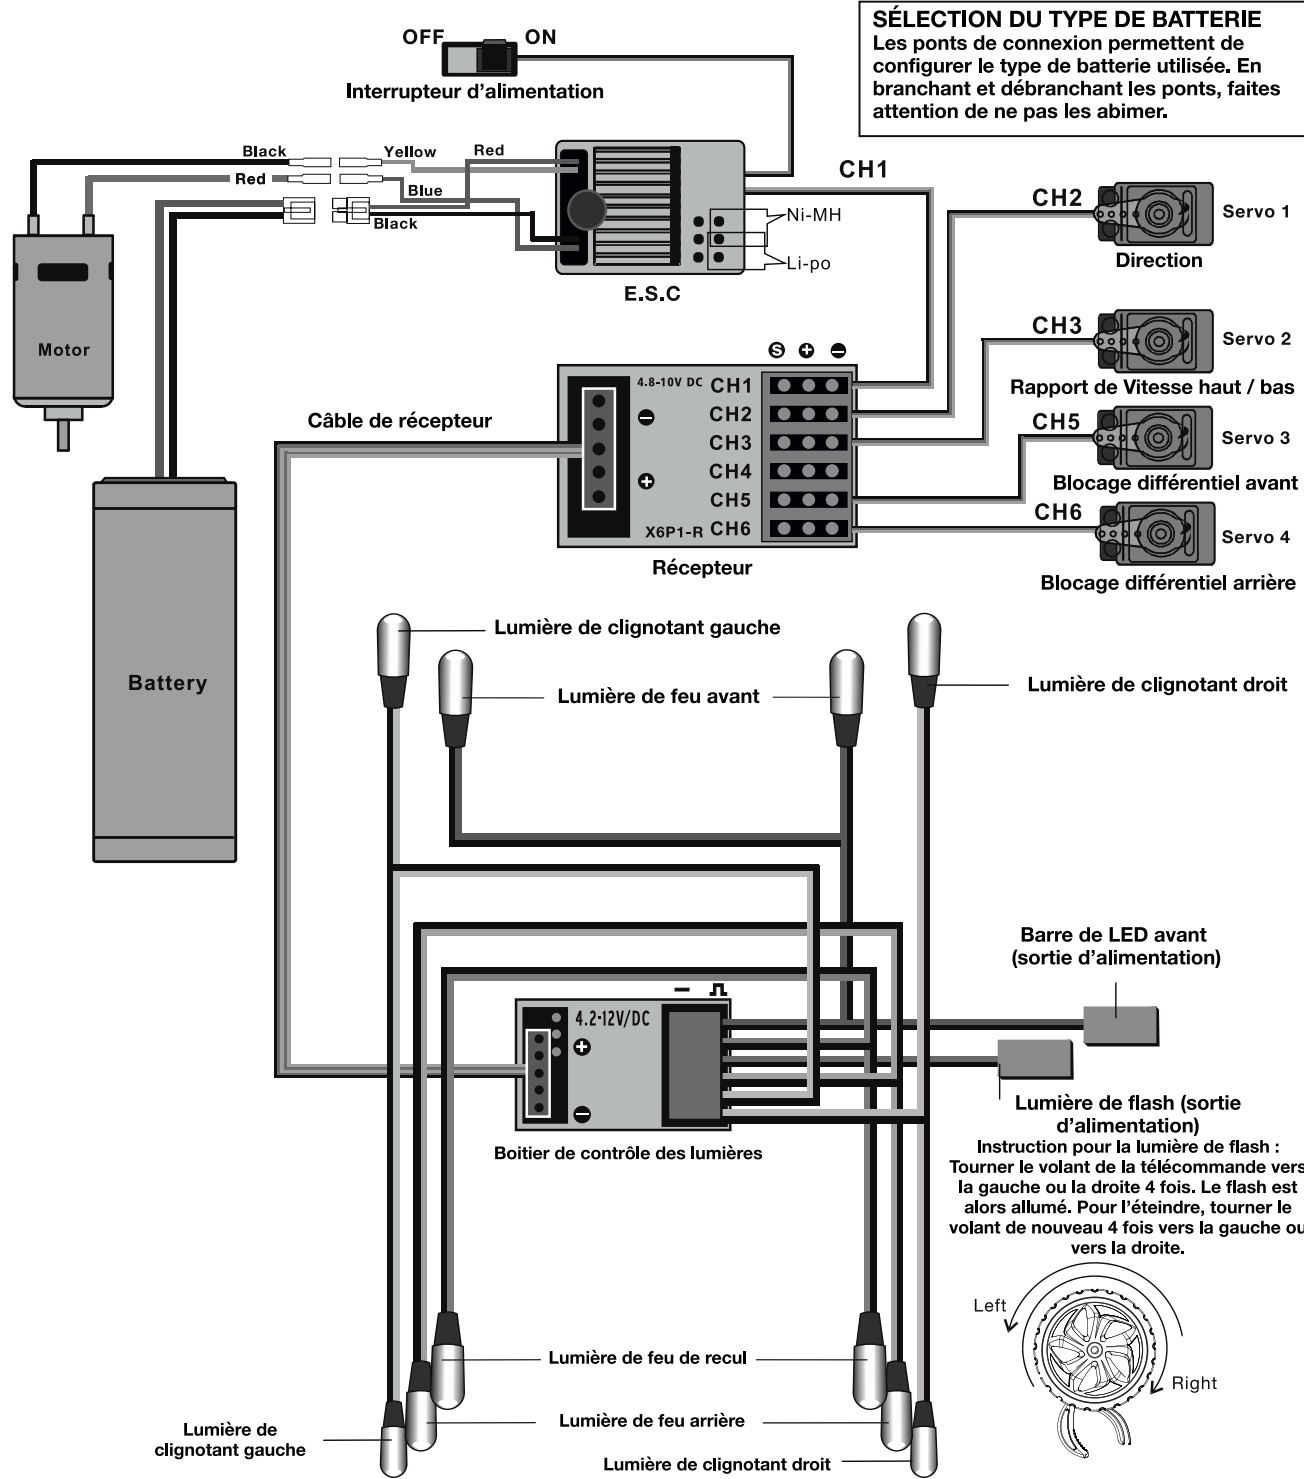 SÉLECTION DU TYPE DE BATTERIE
Les ponts de connexion permettent de
configurer le type de batterie utilisée. En
branchant et débranchant les ponts, faites
attention de ne pas les abimer.
OFF
ON
Interrupteur d'alimentation
Black
Yellow
Red
Red
Blue
Black
CH1
Ni-MH
Li-po
E.S.C
CH2
Servo 1
Direction
CH3
Servo 2
Rapport de Vitesse haut / bas
CH5
Servo 3
Blocage différentiel avant
CH6
Servo 4
Blocage différentiel arrière
Motor
Câble de récepteur
S + −
4.8-10V DC
CH1
−
CH2
CH3
CH4
+
CH5
X6P1-R
CH6
Récepteur
Battery
Lumière de clignotant gauche
Lumière de feu avant
Lumière de clignotant droit
Barre de LED avant
(sortie d'alimentation)
−
4.2-12V/DC
+
−
Boitier de contrôle des lumières
Lumière de flash (sortie
d'alimentation)
Instruction pour la lumière de flash :
Tourner le volant de la télécommande vers
la gauche ou la droite 4 fois. Le flash est
alors allumé. Pour l'éteindre, tourner le
volant de nouveau 4 fois vers la gauche ou
vers la droite.
Left
Right
Lumière de feu de recul
Lumière de feu arrière
Lumière de
clignotant gauche
Lumière de clignotant droit